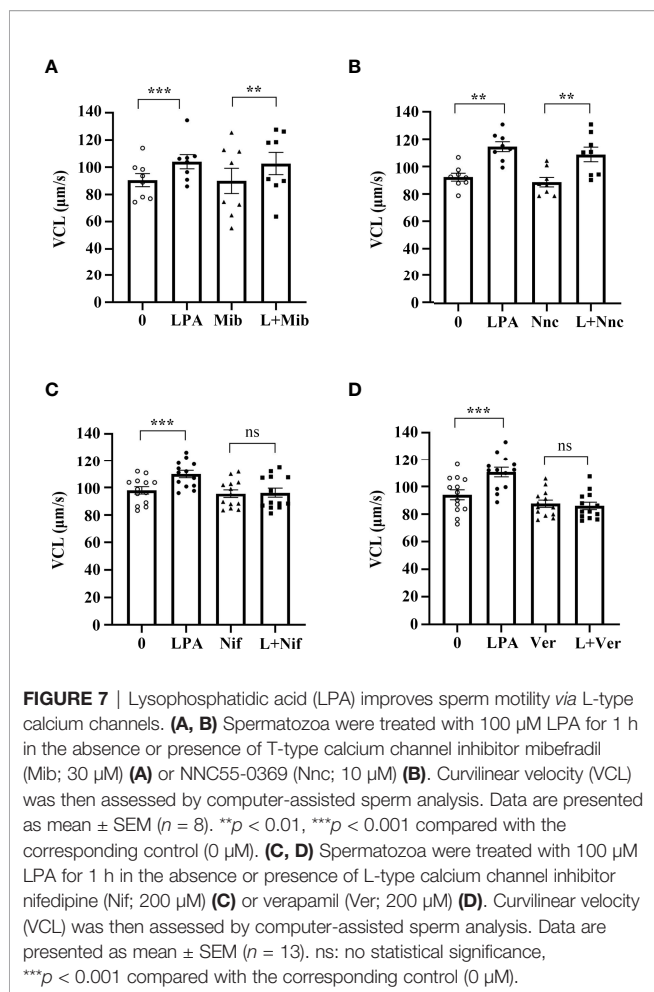 A
B
*** **
** **
140
120
100
80
60
40
20
0
VCL (µm/s)
0 LPA Mib L+Mib
140
120
100
80
60
40
20
0
VCL (µm/s)
0 LPA Nnc L+Nnc
C
D
*** ns
*** ns
140
120
100
80
60
40
20
0
VCL (µm/s)
0 LPA Nif L+Nif
140
120
100
80
60
40
20
0
VCL (µm/s)
0 LPA Ver L+Ver
FIGURE 7 | Lysophosphatidic acid (LPA) improves sperm motility via L-type
calcium channels. (A, B) Spermatozoa were treated with 100 µM LPA for 1 h
in the absence or presence of T-type calcium channel inhibitor mibefradil
(Mib; 30 µM) (A) or NNC55-0369 (Nnc; 10 µM) (B). Curvilinear velocity (VCL)
was then assessed by computer-assisted sperm analysis. Data are presented
as mean ± SEM (n = 8). **p < 0.01, ***p < 0.001 compared with the
corresponding control (0 µM). (C, D) Spermatozoa were treated with 100 µM
LPA for 1 h in the absence or presence of L-type calcium channel inhibitor
nifedipine (Nif; 200 µM) (C) or verapamil (Ver; 200 µM) (D). Curvilinear velocity
(VCL) was then assessed by computer-assisted sperm analysis. Data are
presented as mean ± SEM (n = 13). ns: no statistical significance,
***p < 0.001 compared with the corresponding control (0 µM).